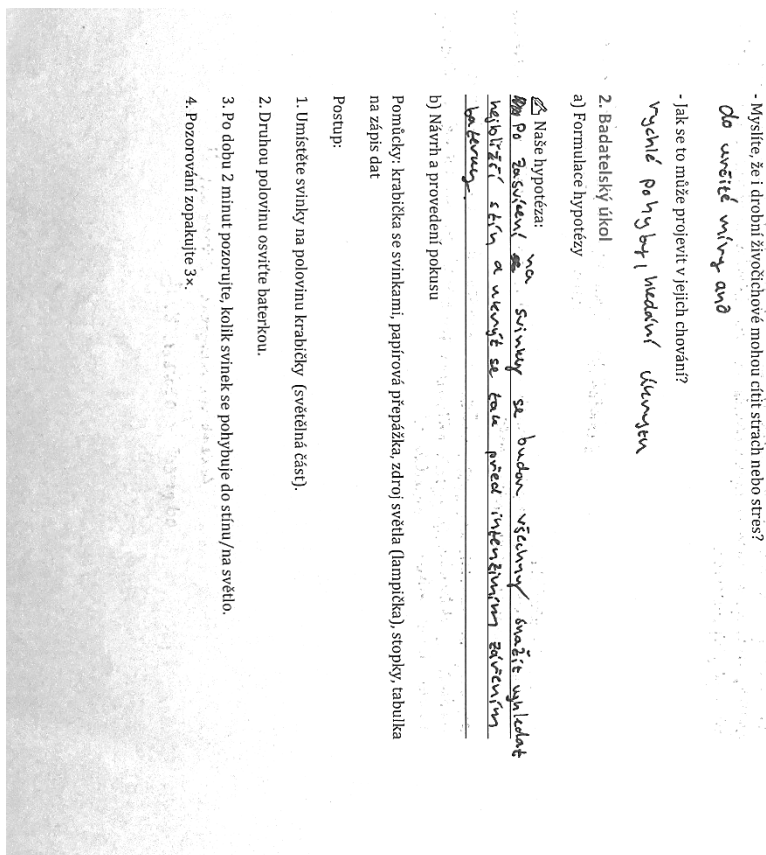 - Myslíte, že i drobní živočichové mohou cítit strach nebo stres?
do určité míry ano
- Jak se to může projevit v jejich chování?
rychlé pohyby, hledání úkrytu
2. Badatelský úkol
a) Formulace hypotézy
Naše hypotéza:
Po zasvícení na svinky se budou všechny snažit vyhledat
nejbližší stín a ukrýt se tak před intenzivním zářením
baterky.
b) Návrh a provedení pokusu
Pomůcky: krabička se svinkami, papírová přepážka, zdroj světla (lampička), stopky, tabulka
na zápis dat
Postup:
1. Umístěte svinky na polovinu krabičky (světelná část).
2. Druhou polovinu osviťte baterkou.
3. Po dobu 2 minut pozorujte, kolik svinek se pohybuje do stínu/na světlo.
4. Pozorování zopakujte 3×.